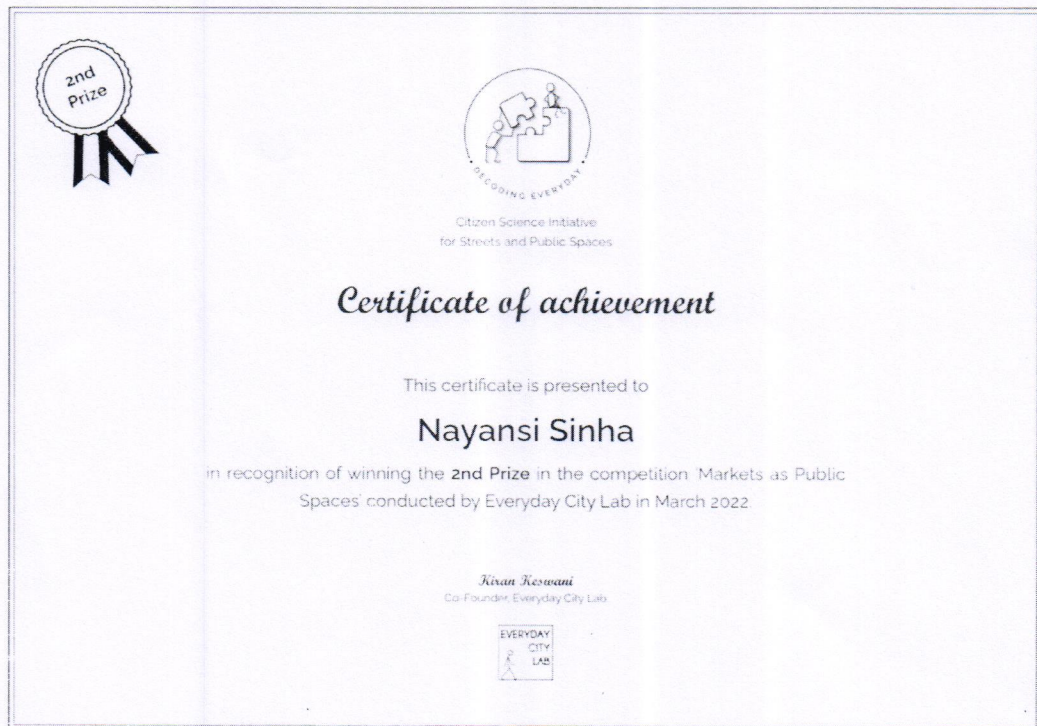 2nd
Prize
DECODING EVERYDAY
Citizen Science Initiative
for Streets and Public Spaces
Certificate of achievement
This certificate is presented to
Nayansi Sinha
in recognition of winning the 2nd Prize in the competition 'Markets as Public
Spaces' conducted by Everyday City Lab in March 2022
Kiran Keswani
Co-Founder, Everyday City Lab
EVERYDAY
CITY
LAB